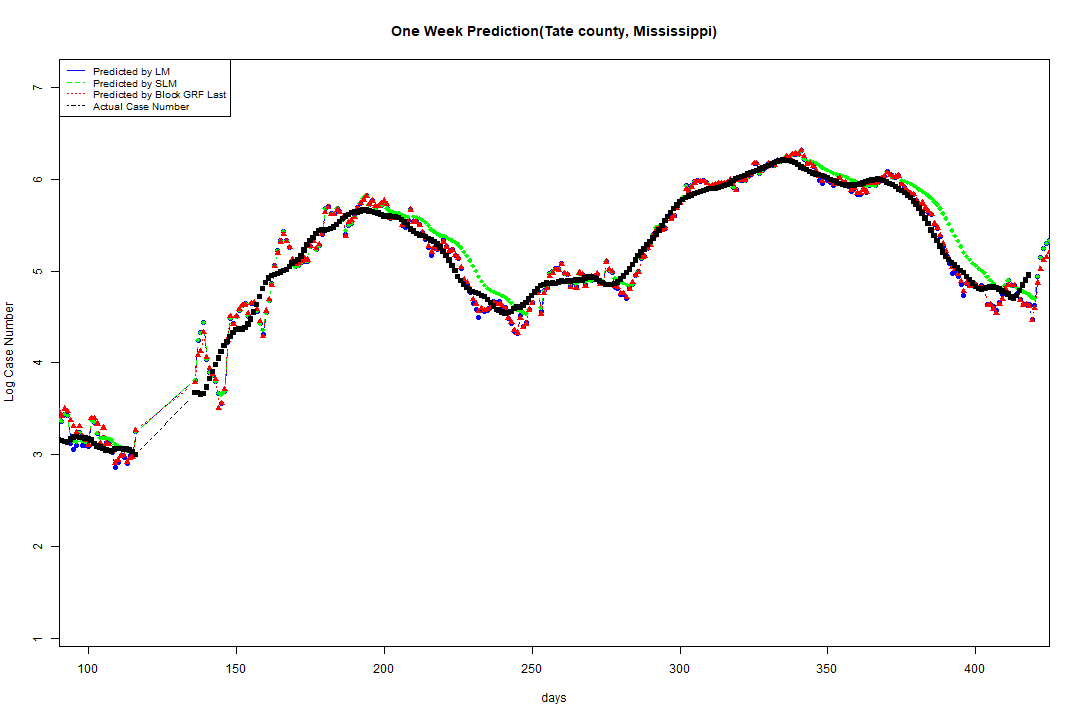 One Week Prediction(Tate county, Mississippi)
Predicted by LM
Predicted by SLM
Predicted by Block GRF Last
Actual Case Number
7
6
5
4
3
2
1
Log Case Number
100 150 200 250 300 350 400
days